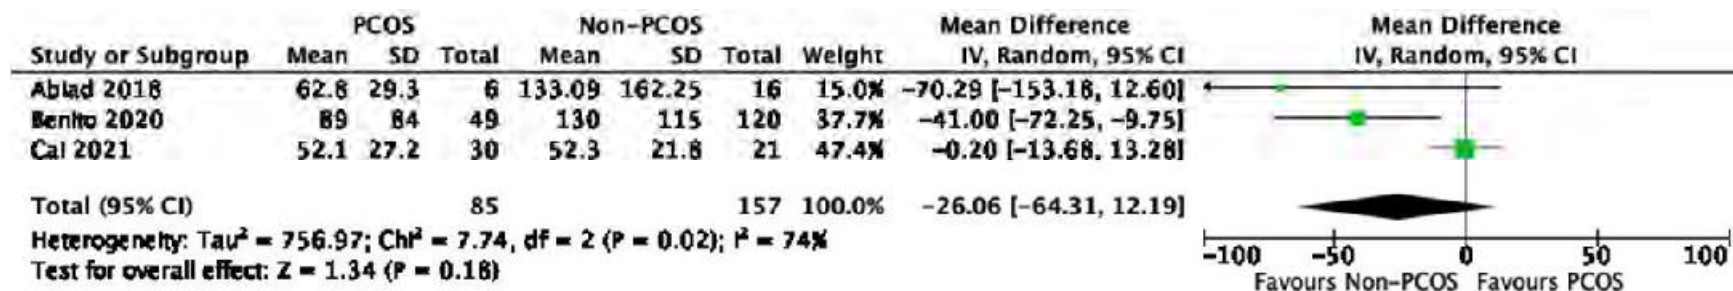 PCOS Non-PCOS Mean Difference Mean Difference
Study or Subgroup Mean SD Total Mean SD Total Weight IV, Random, 95% CI IV, Random, 95% CI
Ablad 2018 62.8 29.3 6 133.09 162.25 16 15.0% -70.29 [-153.18, 12.60]
Benito 2020 89 84 49 130 115 120 37.7% -41.00 [-72.25, -9.75]
Cai 2021 52.1 27.2 30 52.3 21.8 21 47.4% -0.20 [-13.68, 13.28]
Total (95% CI) 85 157 100.0% -26.06 [-64.31, 12.19]
Heterogeneity: Tau² = 756.97; Chi² = 7.74, df = 2 (P = 0.02); I² = 74%
Test for overall effect: Z = 1.34 (P = 0.18)
-100 -50 0 50 100
Favours Non-PCOS Favours PCOS